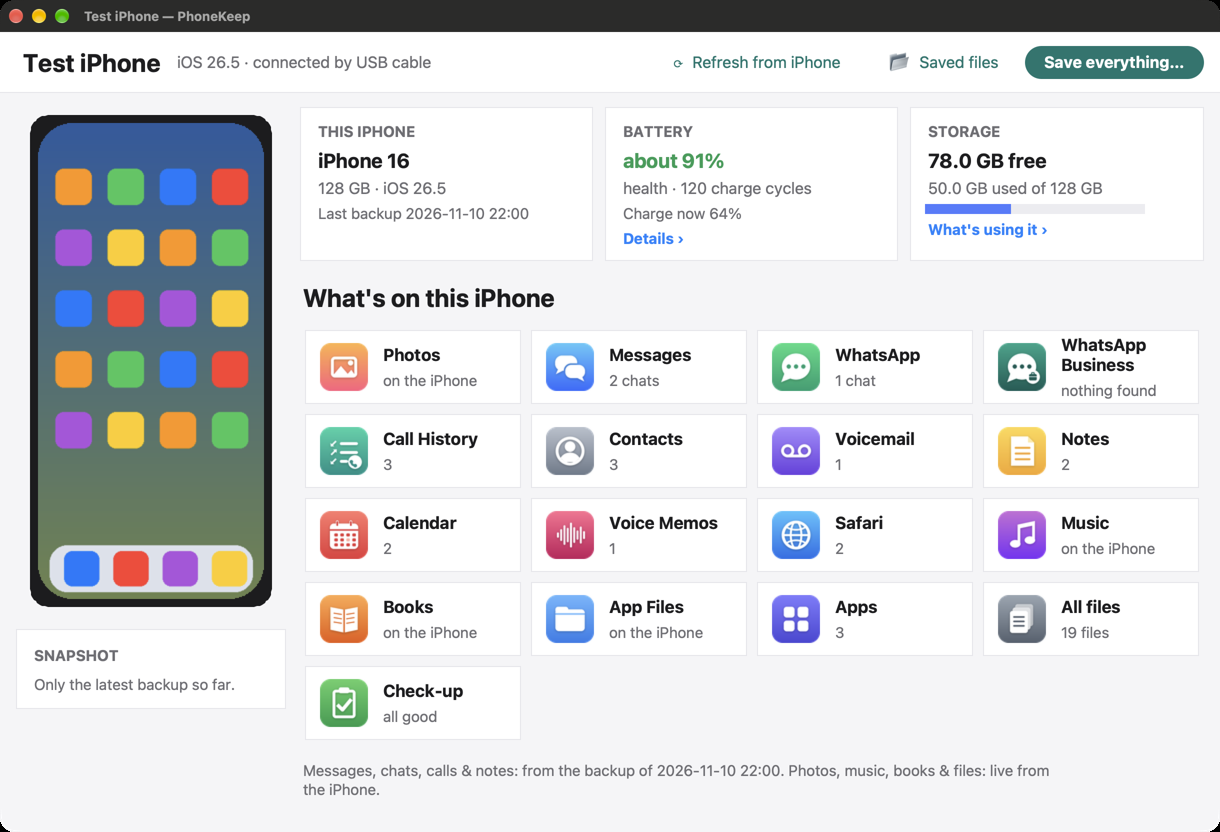 Test iPhone — PhoneKeep
Test iPhone
iOS 26.5 · connected by USB cable
⟳ Refresh from iPhone
Saved files
Save everything...
THIS IPHONE
iPhone 16
128 GB · iOS 26.5
Last backup 2026-11-10 22:00
BATTERY
about 91%
health · 120 charge cycles
Charge now 64%
Details ›
STORAGE
78.0 GB free
50.0 GB used of 128 GB
What's using it ›
SNAPSHOT
Only the latest backup so far.
What's on this iPhone
Photos
on the iPhone
Messages
2 chats
WhatsApp
1 chat
WhatsApp
Business
nothing found
Call History
3
Contacts
3
Voicemail
1
Notes
2
Calendar
2
Voice Memos
1
Safari
2
Music
on the iPhone
Books
on the iPhone
App Files
on the iPhone
Apps
3
All files
19 files
Check-up
all good
Messages, chats, calls & notes: from the backup of 2026-11-10 22:00. Photos, music, books & files: live from
the iPhone.